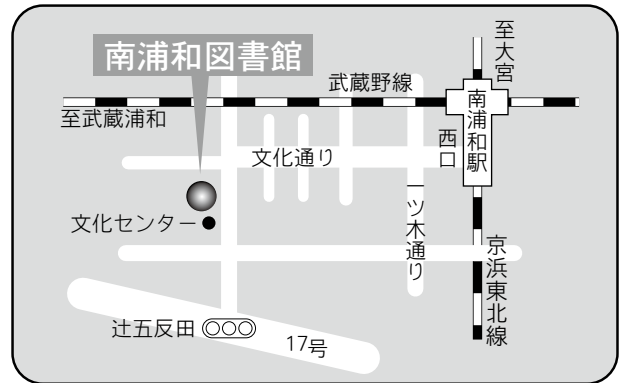 至大宮
南浦和図書館
武蔵野線
至武蔵浦和
南浦和駅
西口
文化通り
一ツ木通り
文化センター
京浜東北線
辻五反田
17号